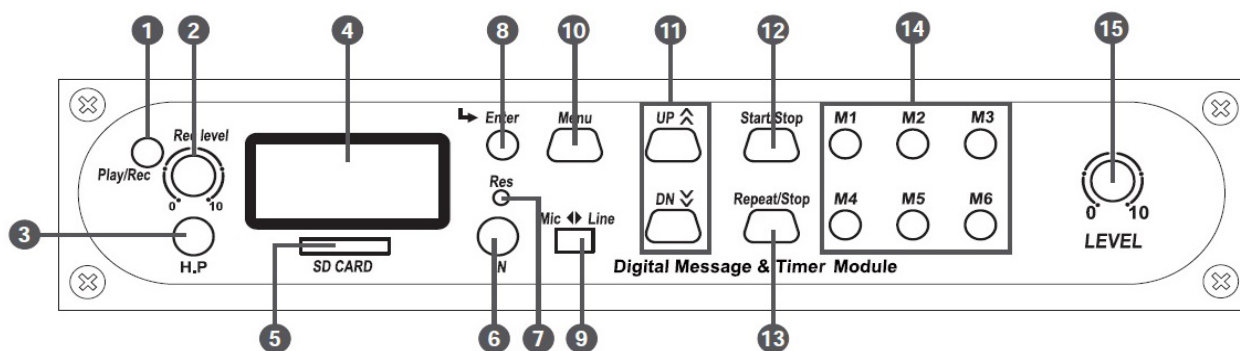 1 2 4 8 10 11 12 14 15
Enter Menu UP Start/Stop M1 M2 M3
Rec level
Play/Rec
0 10
Res
3
Mic Line DN Repeat/Stop M4 M5 M6
0 10
LEVEL
H.P SD CARD Digital Message & Timer Module
5 6 7 9 13